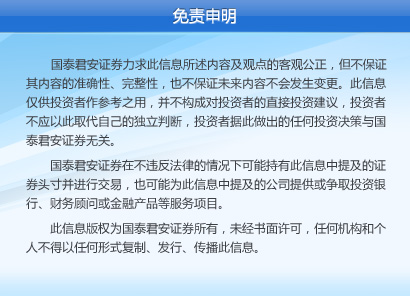 免责申明
国泰君安证券力求此信息所述内容及观点的客观公正，但不保证
其内容的准确性、完整性，也不保证未来内容不会发生变更。此信息
仅供投资者作参考之用，并不构成对投资者的直接投资建议，投资者
不应以此取代自己的独立判断，投资者据此做出的任何投资决策与国
泰君安证券无关。
国泰君安证券在不违反法律的情况下可能持有此信息中提及的证
券头寸并进行交易，也可能为此信息中提及的公司提供或争取投资银
行、财务顾问或金融产品等服务项目。
此信息版权为国泰君安证券所有，未经书面许可，任何机构和个
人不得以任何形式复制、发行、传播此信息。